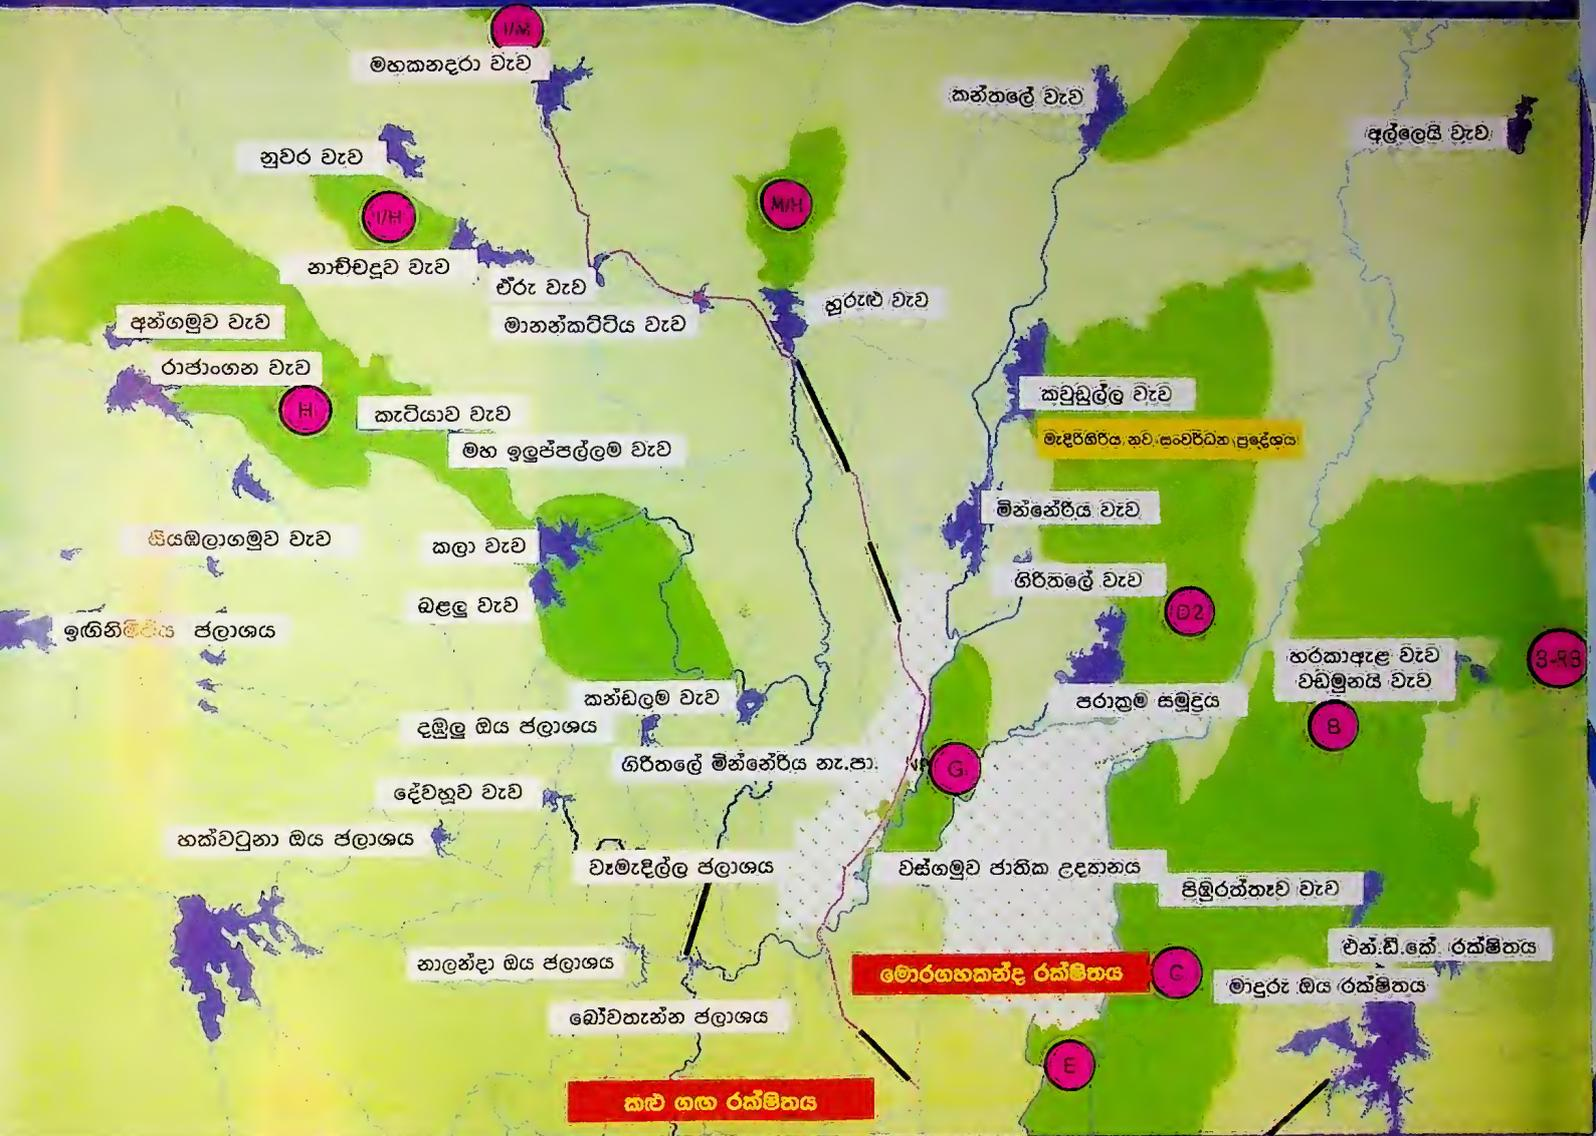 I/M
මහකනදරා වැව
කන්තලේ වැව
අල්ලෙයි වැව
නුවර වැව
I/H
M/H
නාච්චදූව වැව
ඒරු වැව
හුරුළු වැව
මානන්කට්ටිය වැව
අන්ගමුව වැව
රාජාංගන වැව
H
කැටියාව වැව
කවුඩුල්ල වැව
මැදිරිගිරිය නව සංවර්ධන ප්‍රදේශය
මහ ඉලුප්පල්ලම වැව
මින්නේරිය වැව
සියඹලාගමුව වැව
කලා වැව
ගිරිතලේ වැව
බළලු වැව
D2
ඉඟිනිමිටිය ජලාශය
හරකාඇළ වැව
වඩමුනයි වැව
කන්ඩලම වැව
පරාක්‍රම සමුද්‍රය
B
දඹුලු ඔය ජලාශය
ගිරිතලේ මින්නේරිය නැ.පා.
G
දේවහූව වැව
හක්වටුනා ඔය ජලාශය
වෑමැදිල්ල ජලාශය
වස්ගමුව ජාතික උද්‍යානය
පිඹුරත්තෑව වැව
එන්.ඩී.කේ. රක්ෂිතය
නාලන්දා ඔය ජලාශය
මොරගහකන්ද රක්ෂිතය
C
මාදුරු ඔය රක්ෂිතය
බෝවතැන්න ජලාශය
E
කළු ගඟ රක්ෂිතය